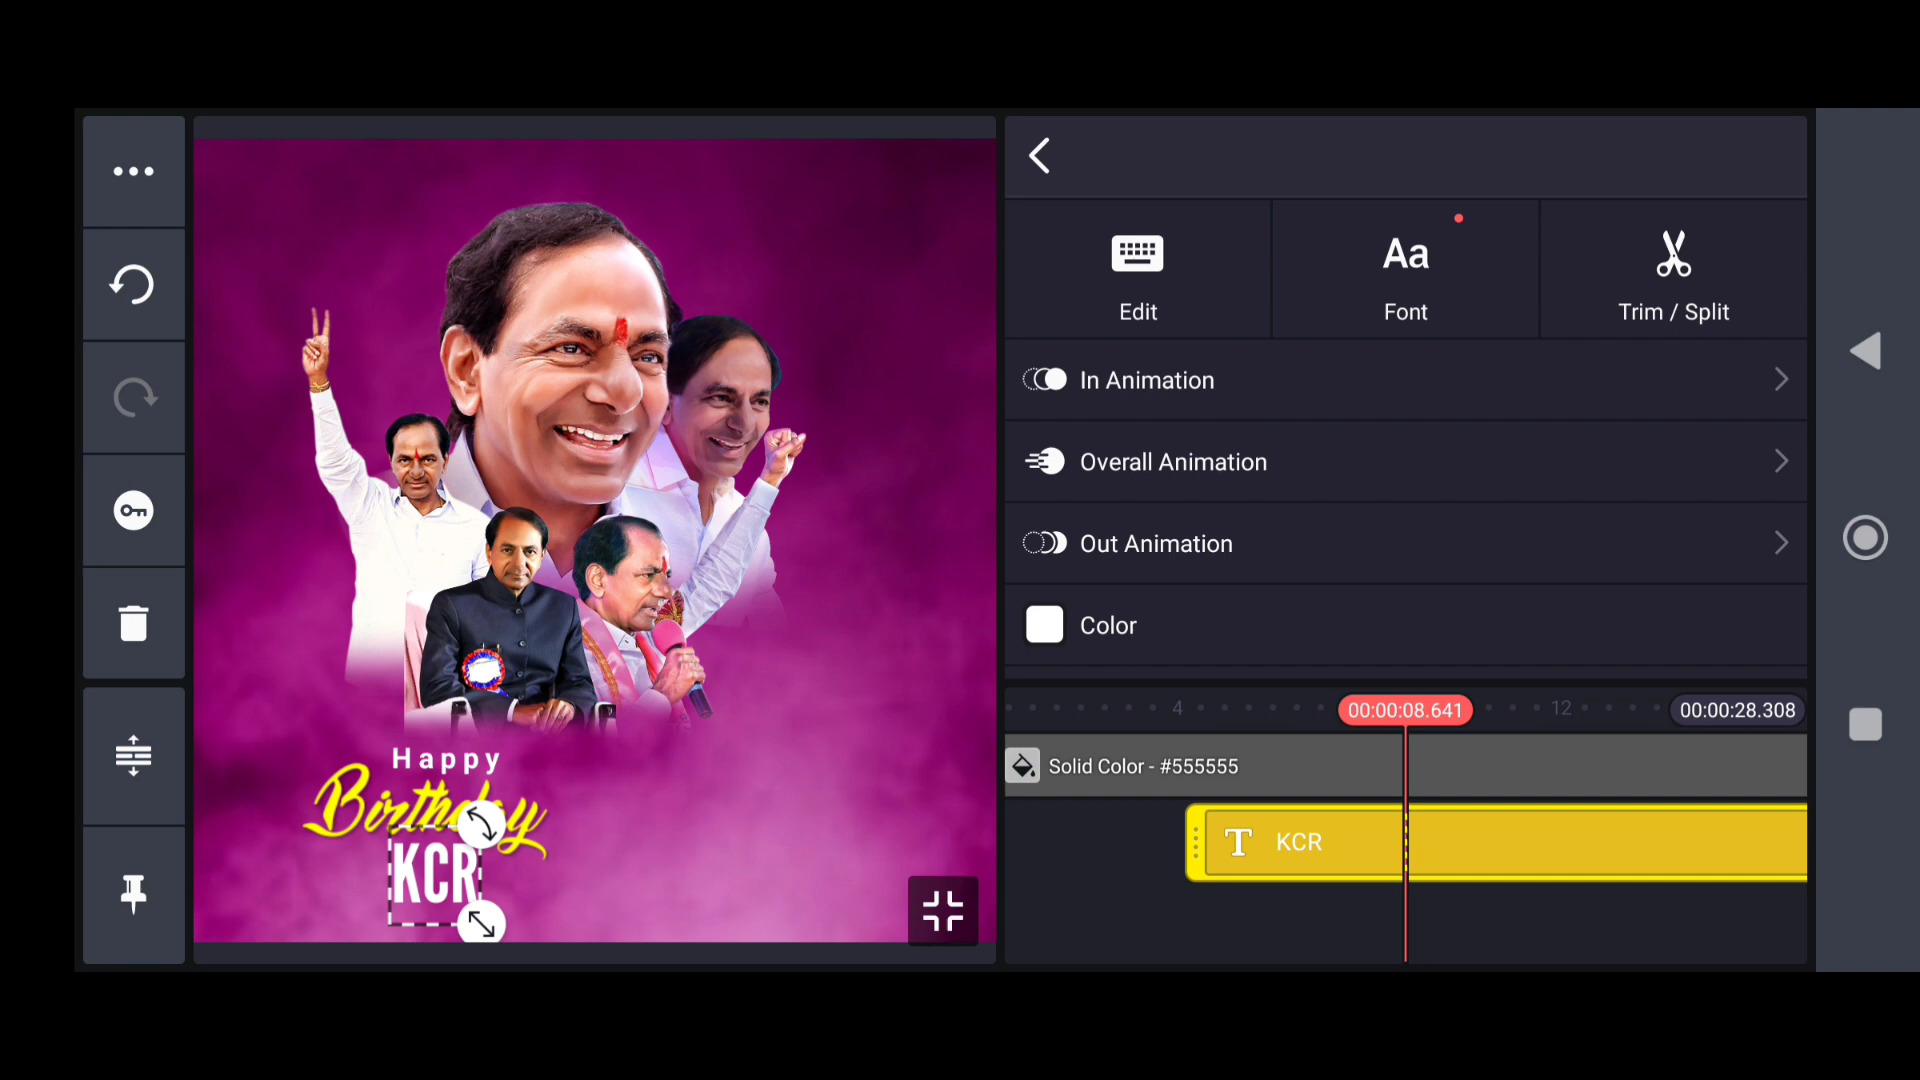 Happy
Birthday
KCR
Edit
Aa
Font
Trim / Split
In Animation
Overall Animation
Out Animation
Color
4
00:00:08.641
12
00:00:28.308
Solid Color - #555555
T KCR